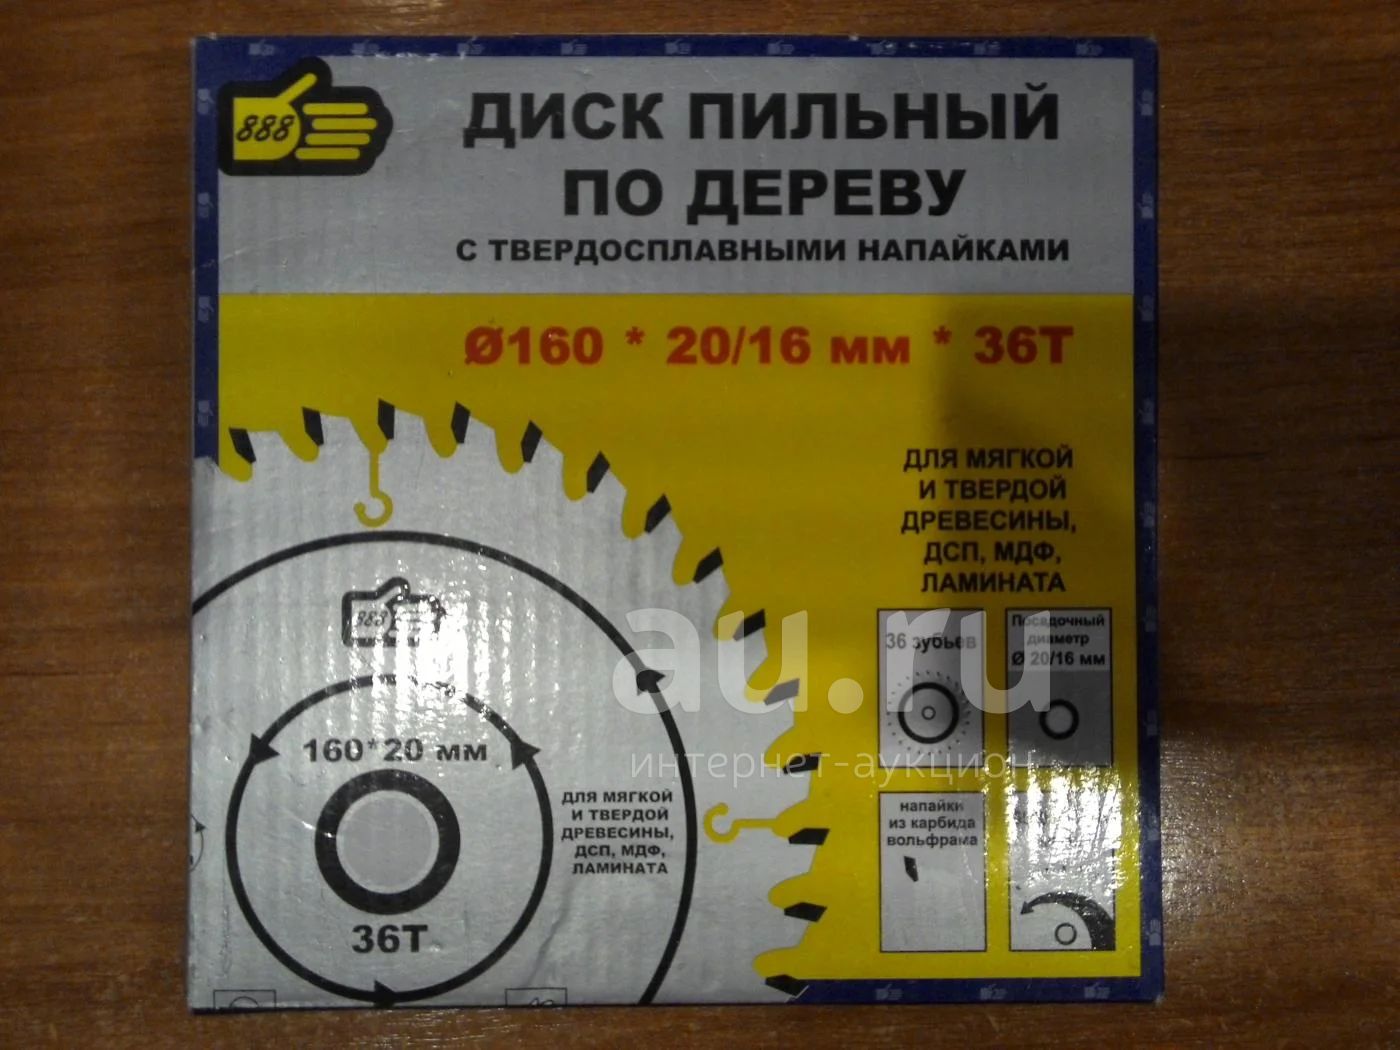 888
ДИСК ПИЛЬНЫЙ
ПО ДЕРЕВУ
С ТВЕРДОСПЛАВНЫМИ НАПАЙКАМИ
Ø160 * 20/16 мм * 36Т
ДЛЯ МЯГКОЙ
И ТВЕРДОЙ
ДРЕВЕСИНЫ,
ДСП, МДФ,
ЛАМИНАТА
36 зубьев
Посадочный
диаметр
Ø 20/16 мм
напайки
из карбида
вольфрама
888
160*20 мм
36Т
ДЛЯ МЯГКОЙ
И ТВЕРДОЙ
ДРЕВЕСИНЫ,
ДСП, МДФ,
ЛАМИНАТА
au.ru
интернет-аукцион